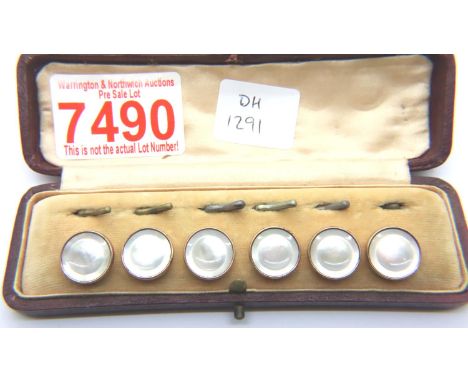 Warrington & Northwich Auctions
Pre Sale Lot
7490
This is not the actual Lot Number!
DH
1291